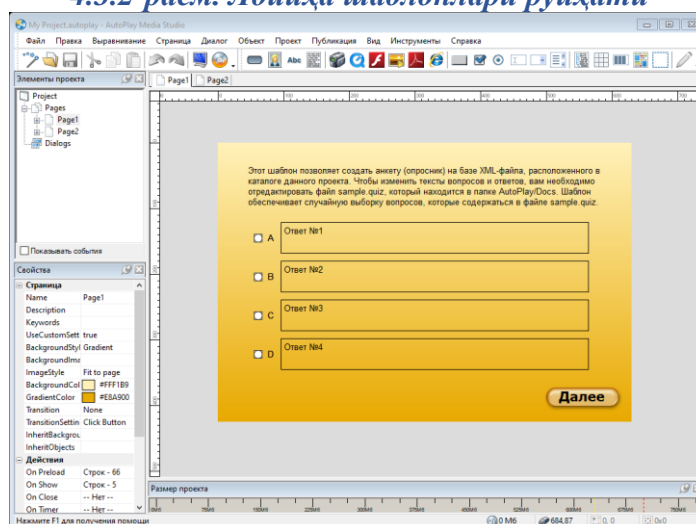 4.3.2-расм. Лойиҳа шаблонлари рўйҳати
My Project.autoplay - AutoPlay Media Studio
Файл Правка Выравнивание Страница Диалог Объект Проект Публикация Вид Инструменты Справка
Abc
Элементы проекта
Project
Pages
Page1
Page2
Dialogs
Показывать события
Свойства
Страница
Name Page1
Description
Keywords
UseCustomSett true
BackgroundStyl Gradient
BackgroundIma
ImageStyle Fit to page
BackgroundCol #FFF1B9
GradientColor #E8A900
Transition None
TransitionSettin Click Button
InheritBackgrou
InheritObjects
Действия
On Preload Строк - 66
On Show Строк - 5
On Close -- Нет --
On Timer -- Нет --
Page1 Page2
Этот шаблон позволяет создать анкету (опросник) на базе XML-файла, расположенного в
каталоге данного проекта. Чтобы изменить тексты вопросов и ответов, вам необходимо
отредактировать файл sample.quiz, который находится в папке AutoPlay/Docs. Шаблон
обеспечивает случайную выборку вопросов, которые содержаться в файле sample.quiz.
A Ответ №1
B Ответ №2
C Ответ №3
D Ответ №4
Далее
Размер проекта
Нажмите F1 для получения помощи
0 Мб 684,87 0, 0 0x0